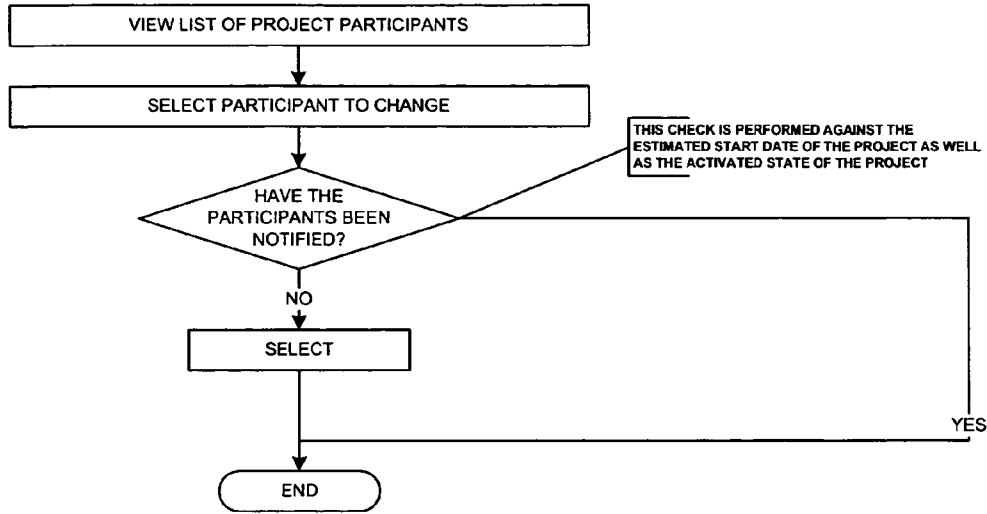 VIEW LIST OF PROJECT PARTICIPANTS
SELECT PARTICIPANT TO CHANGE
THIS CHECK IS PERFORMED AGAINST THE
ESTIMATED START DATE OF THE PROJECT AS WELL
AS THE ACTIVATED STATE OF THE PROJECT
HAVE THE
PARTICIPANTS BEEN
NOTIFIED?
NO
SELECT
YES
END